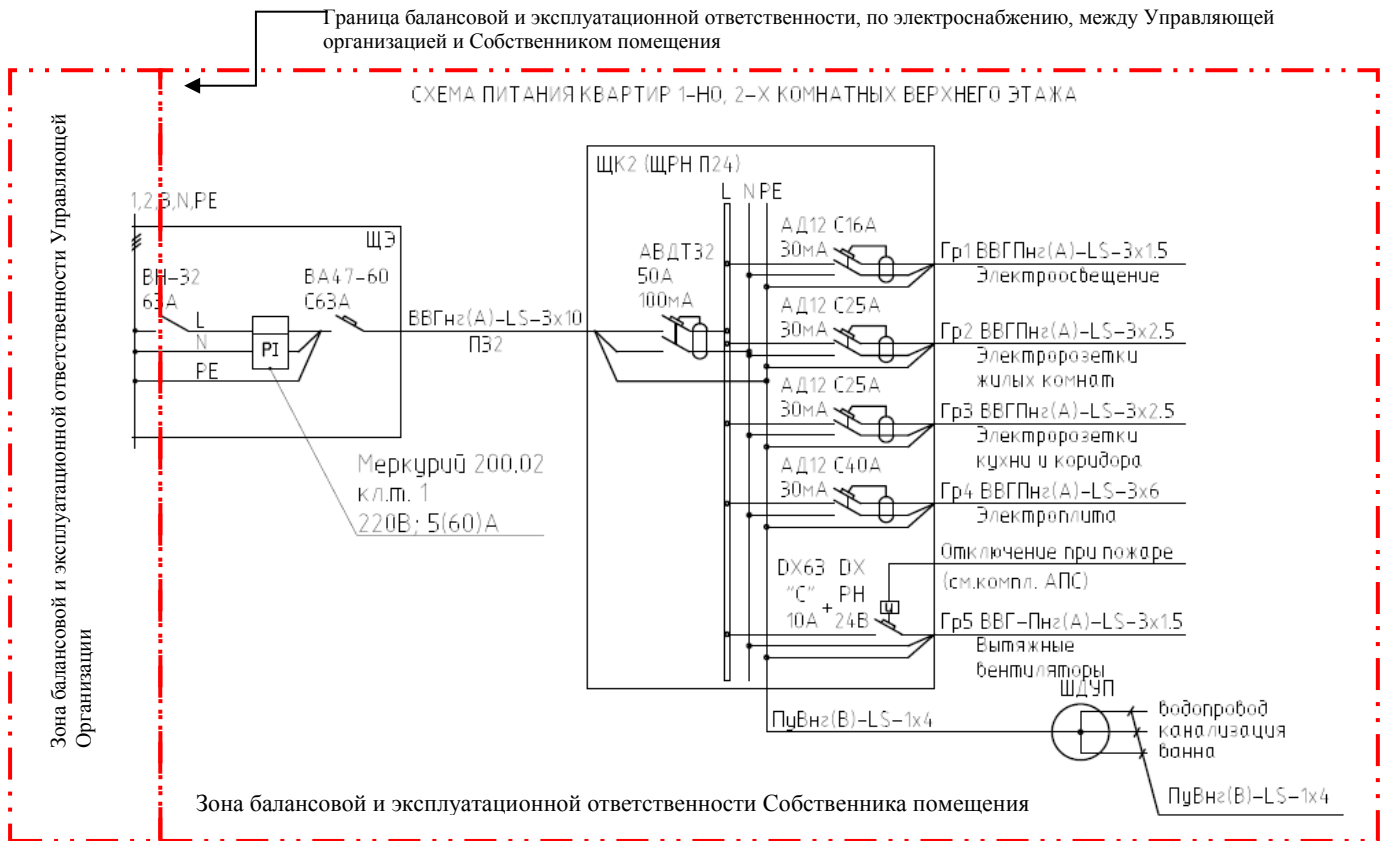 Граница балансовой и эксплуатационной ответственности, по электроснабжению, между Управляющей
организацией и Собственником помещения
СХЕМА ПИТАНИЯ КВАРТИР 1-НО, 2-Х КОМНАТНЫХ ВЕРХНЕГО ЭТАЖА
Зона балансовой и эксплуатационной ответственности Управляющей
Организации
1,2,3,N,PE
ЩЭ
ВН-32
63А
L
N
PE
PI
ВА47-60
С63А
ВВГнг(А)-LS-3х10
П32
Меркурий 200.02
кл.т. 1
220В; 5(60)А
ЩК2 (ЩРН П24)
L N PE
АВДТ32
50А
100мА
АД12 С16А
30мА
Гр1 ВВГПнг(А)-LS-3х1.5
Электроосвещение
АД12 С25А
30мА
Гр2 ВВГПнг(А)-LS-3х2.5
Электророзетки
жилых комнат
АД12 С25А
30мА
Гр3 ВВГПнг(А)-LS-3х2.5
Электророзетки
кухни и коридора
АД12 С40А
30мА
Гр4 ВВГПнг(А)-LS-3х6
Электроплита
Отключение при пожаре
(см.компл. АПС)
DX63 DX
"С" + РН
10А 24В
Гр5 ВВГ-Пнг(А)-LS-3х1.5
Вытяжные
вентиляторы
ПуВнг(В)-LS-1х4
ШДУП
водопровод
канализация
ванна
ПуВнг(В)-LS-1х4
Зона балансовой и эксплуатационной ответственности Собственника помещения